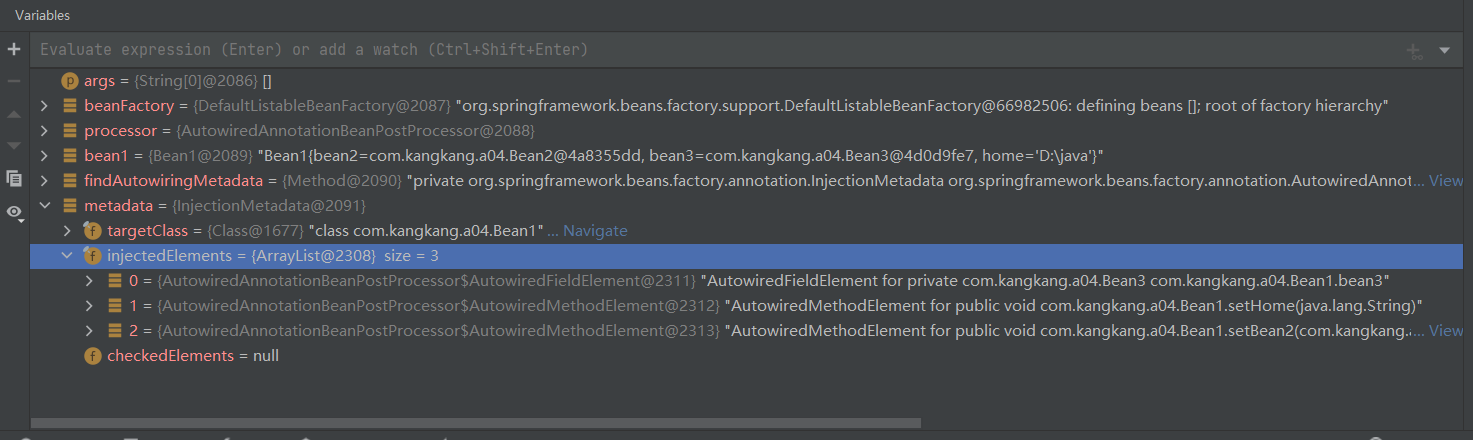 Variables
Evaluate expression (Enter) or add a watch (Ctrl+Shift+Enter)
p args = {String[0]@2086} []
beanFactory = {DefaultListableBeanFactory@2087} "org.springframework.beans.factory.support.DefaultListableBeanFactory@66982506: defining beans []; root of factory hierarchy"
processor = {AutowiredAnnotationBeanPostProcessor@2088}
bean1 = {Bean1@2089} "Bean1{bean2=com.kangkang.a04.Bean2@4a8355dd, bean3=com.kangkang.a04.Bean3@4d0d9fe7, home='D:\java'}"
findAutowiringMetadata = {Method@2090} "private org.springframework.beans.factory.annotation.InjectionMetadata org.springframework.beans.factory.annotation.AutowiredAnnot... View
metadata = {InjectionMetadata@2091}
f targetClass = {Class@1677} "class com.kangkang.a04.Bean1" ... Navigate
f injectedElements = {ArrayList@2308} size = 3
0 = {AutowiredAnnotationBeanPostProcessor$AutowiredFieldElement@2311} "AutowiredFieldElement for private com.kangkang.a04.Bean3 com.kangkang.a04.Bean1.bean3"
1 = {AutowiredAnnotationBeanPostProcessor$AutowiredMethodElement@2312} "AutowiredMethodElement for public void com.kangkang.a04.Bean1.setHome(java.lang.String)"
2 = {AutowiredAnnotationBeanPostProcessor$AutowiredMethodElement@2313} "AutowiredMethodElement for public void com.kangkang.a04.Bean1.setBean2(com.kangkang.... View
f checkedElements = null